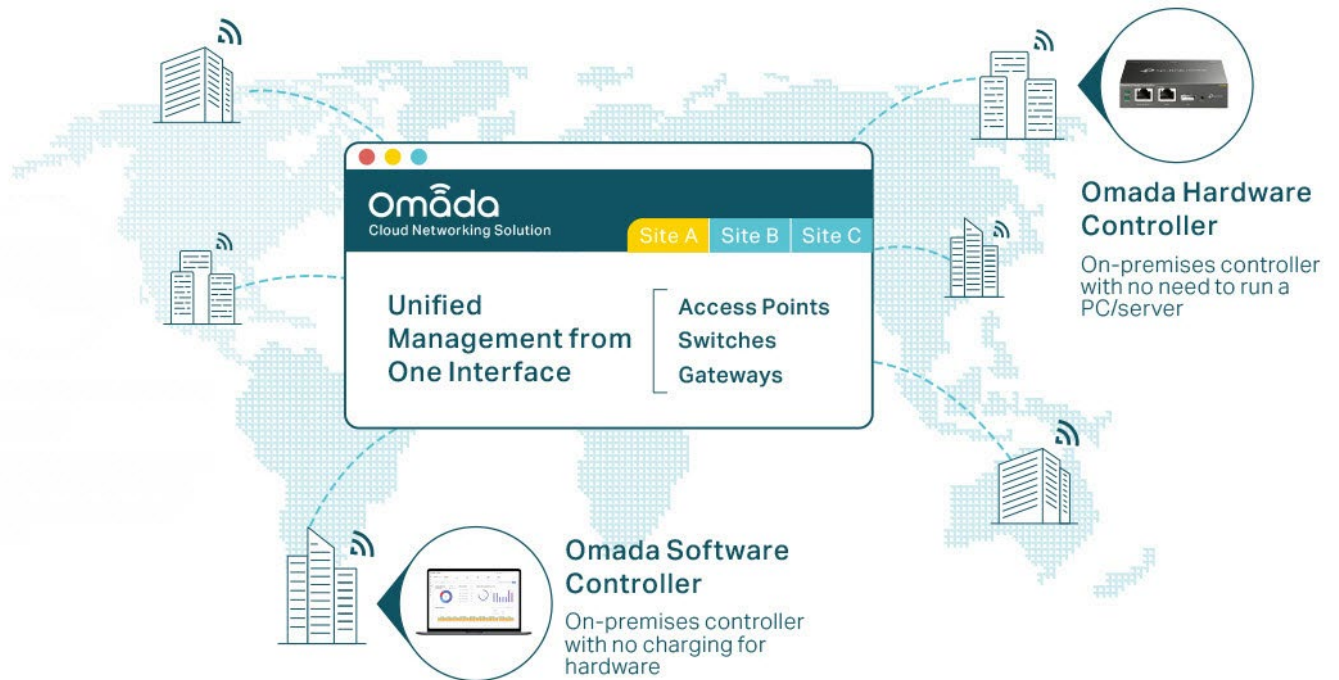 Omada
Cloud Networking Solution
Site A
Site B
Site C
Unified
Management from
One Interface
Access Points
Switches
Gateways
Omada Hardware
Controller
On-premises controller
with no need to run a
PC/server
Omada Software
Controller
On-premises controller
with no charging for
hardware